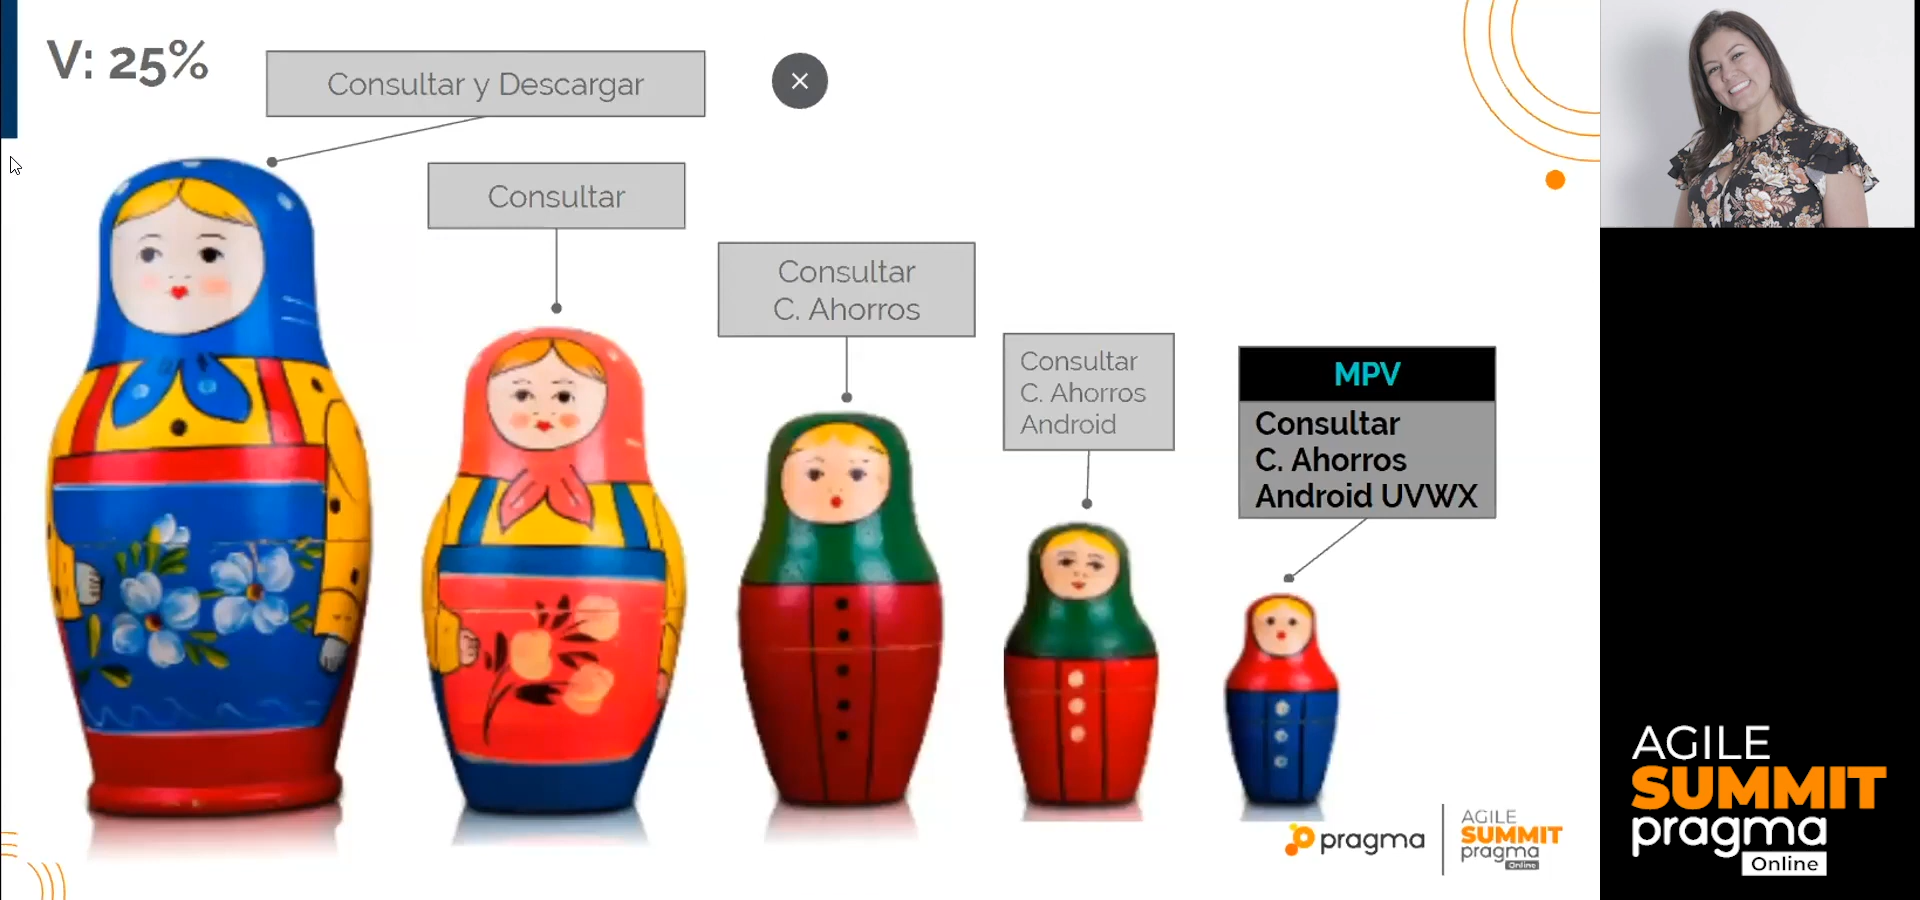 V: 25%
Consultar y Descargar
Consultar
Consultar
C. Ahorros
Consultar
C. Ahorros
Android
MPV
Consultar
C. Ahorros
Android UVWX
pragma
AGILE
SUMMIT
pragma
Online
AGILE
SUMMIT
pragma
Online